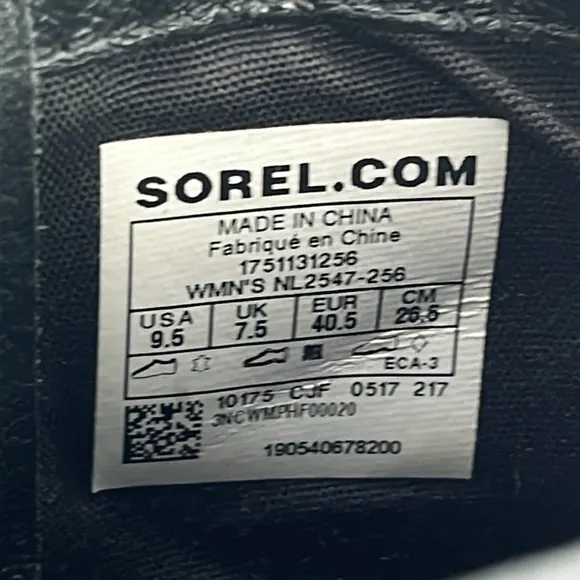 SOREL.COM
MADE IN CHINA
Fabriqué en Chine
1751131256
WMN'S NL2547-256
USA UK EUR CM
9.5 7.5 40.5 26.5
ECA-3
10175 CJF 0517 217
3NCWMPHF00020
190540678200